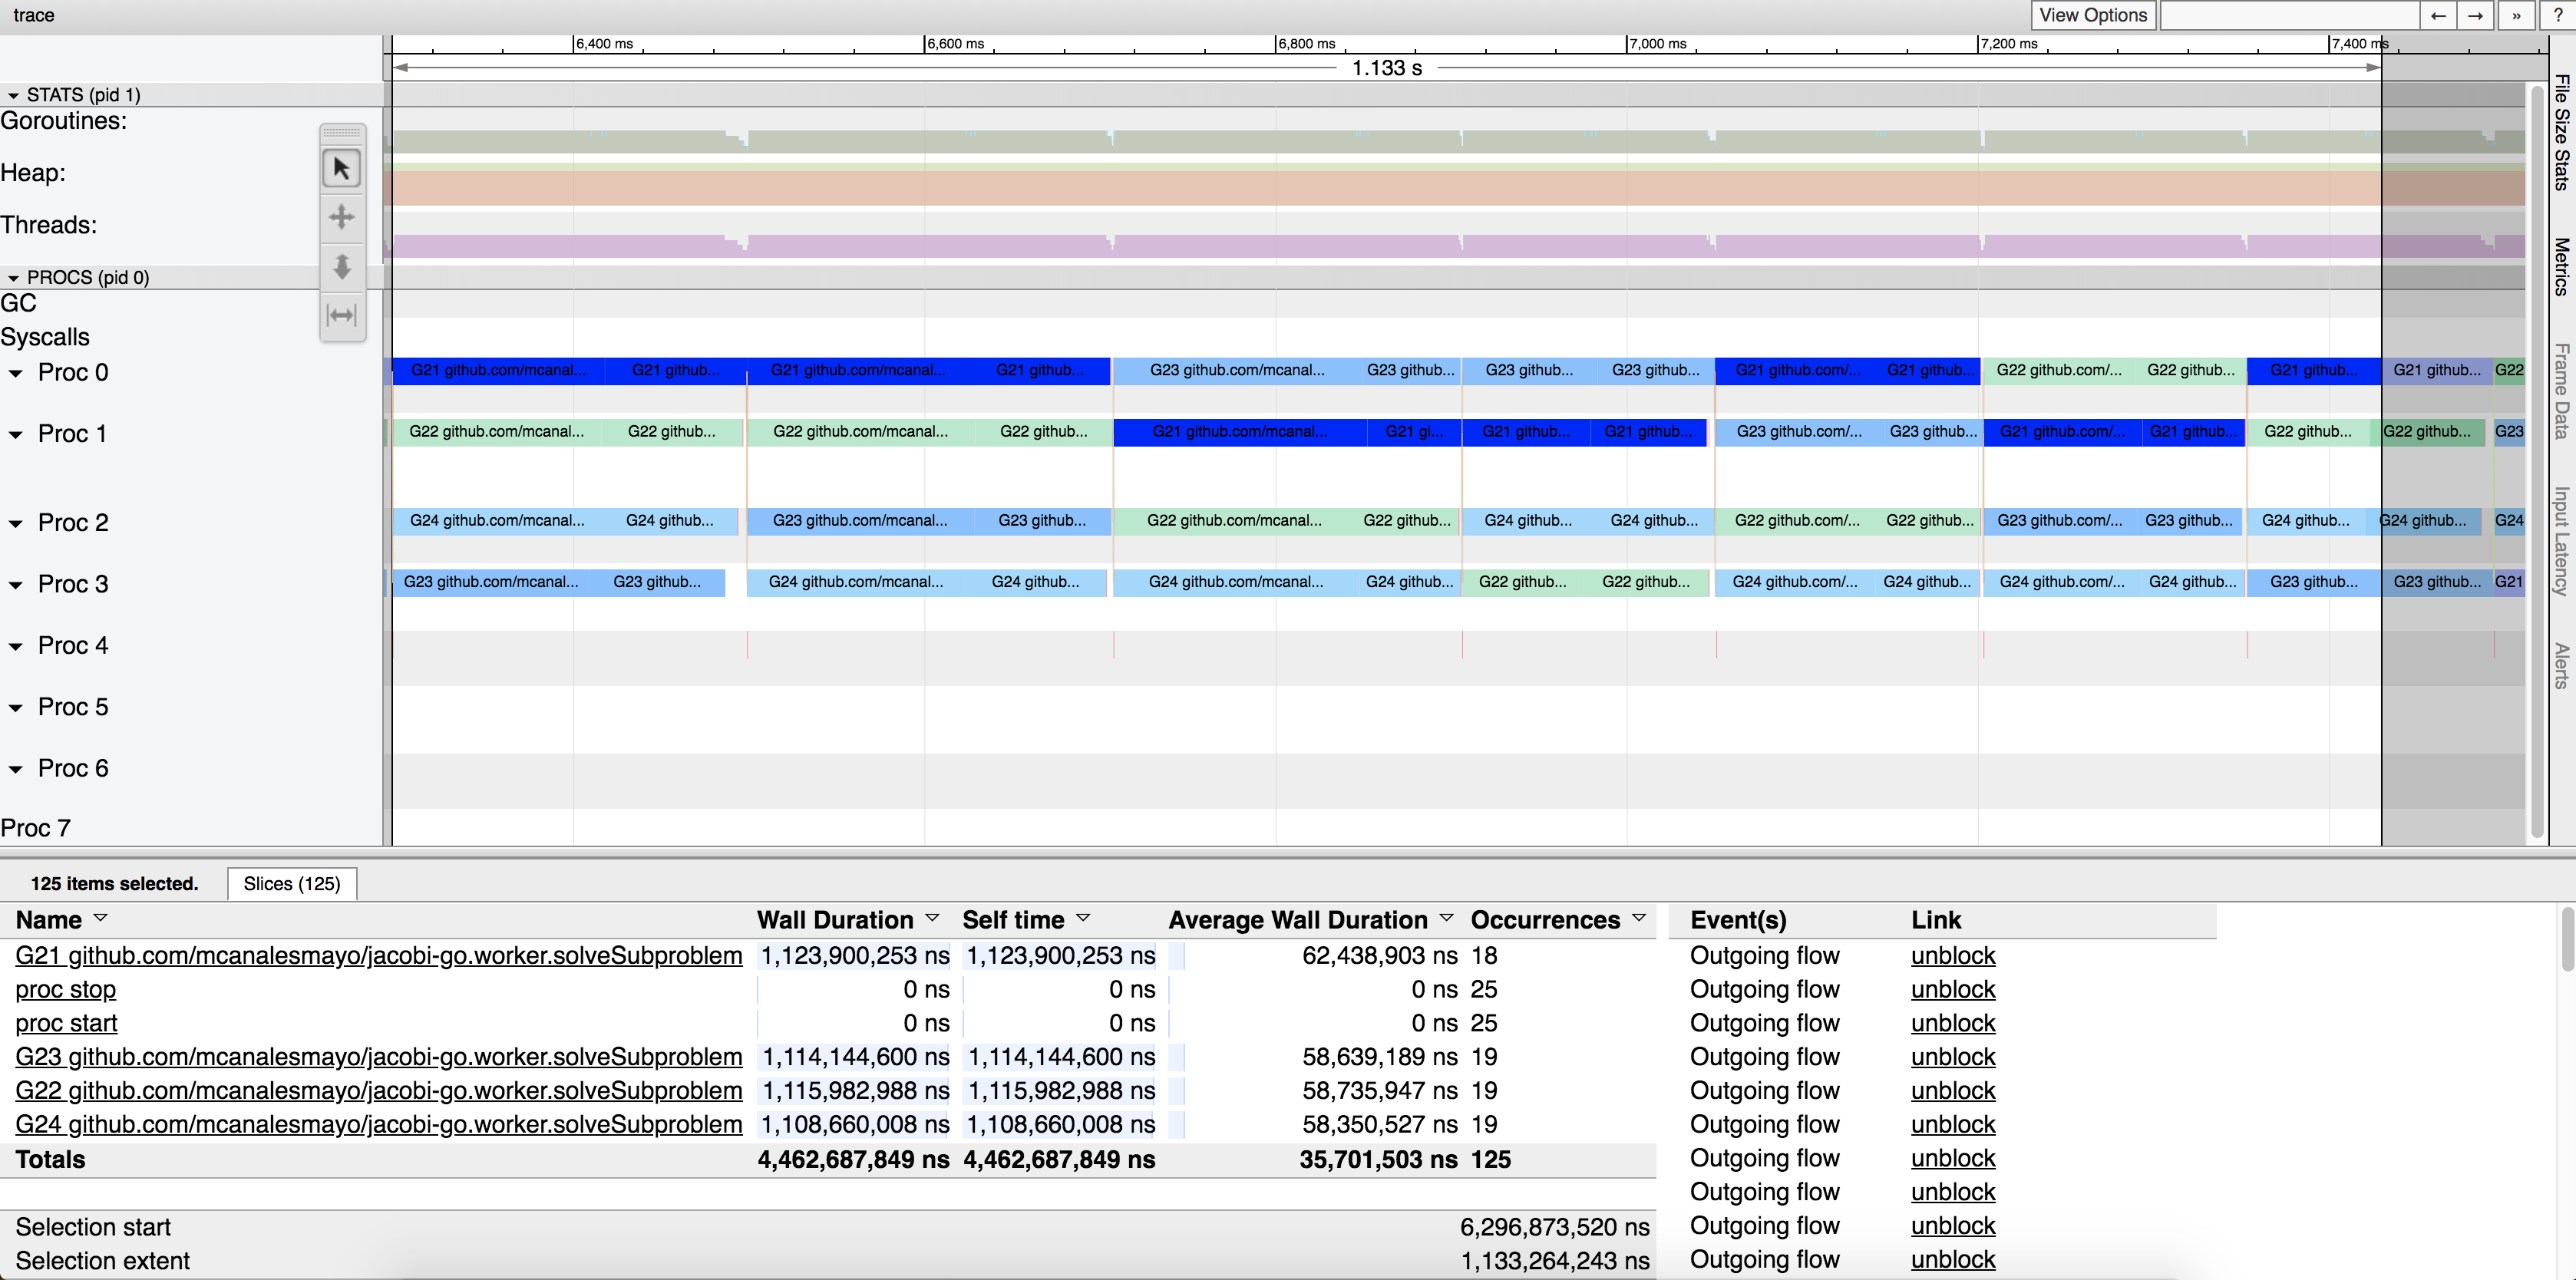 trace
View Options
← → » ?
6,400 ms 6,600 ms 6,800 ms 7,000 ms 7,200 ms 7,400 ms
1.133 s
STATS (pid 1)
Goroutines:
Heap:
Threads:
PROCS (pid 0)
GC
Syscalls
Proc 0
G21 github.com/mcanal... G21 github... G21 github.com/mcanal... G21 github... G23 github.com/mcanal... G23 github... G23 github... G23 github... G21 github.com/... G21 github... G22 github.com/... G22 github... G21 github... G21 github... G22
Proc 1
G22 github.com/mcanal... G22 github... G22 github.com/mcanal... G22 github... G21 github.com/mcanal... G21 gi... G21 github... G21 github... G23 github.com/... G23 github... G21 github.com/... G21 github... G22 github... G22 github... G23
Proc 2
G24 github.com/mcanal... G24 github... G23 github.com/mcanal... G23 github... G22 github.com/mcanal... G22 github... G24 github... G24 github... G22 github.com/... G22 github... G23 github.com/... G23 github... G24 github... G24 github... G24
Proc 3
G23 github.com/mcanal... G23 github... G24 github.com/mcanal... G24 github... G24 github.com/mcanal... G24 github... G22 github... G22 github... G24 github.com/... G24 github... G24 github.com/... G24 github... G23 github... G23 github... G21
Proc 4
Proc 5
Proc 6
Proc 7
File Size Stats
Metrics
Frame Data
Input Latency
Alerts
125 items selected. Slices (125)
Name Wall Duration Self time Average Wall Duration Occurrences Event(s) Link
G21 github.com/mcanalesmayo/jacobi-go.worker.solveSubproblem 1,123,900,253 ns 1,123,900,253 ns 62,438,903 ns 18 Outgoing flow unblock
proc stop 0 ns 0 ns 0 ns 25 Outgoing flow unblock
proc start 0 ns 0 ns 0 ns 25 Outgoing flow unblock
G23 github.com/mcanalesmayo/jacobi-go.worker.solveSubproblem 1,114,144,600 ns 1,114,144,600 ns 58,639,189 ns 19 Outgoing flow unblock
G22 github.com/mcanalesmayo/jacobi-go.worker.solveSubproblem 1,115,982,988 ns 1,115,982,988 ns 58,735,947 ns 19 Outgoing flow unblock
G24 github.com/mcanalesmayo/jacobi-go.worker.solveSubproblem 1,108,660,008 ns 1,108,660,008 ns 58,350,527 ns 19 Outgoing flow unblock
Totals 4,462,687,849 ns 4,462,687,849 ns 35,701,503 ns 125 Outgoing flow unblock
Outgoing flow unblock
Selection start 6,296,873,520 ns Outgoing flow unblock
Selection extent 1,133,264,243 ns Outgoing flow unblock